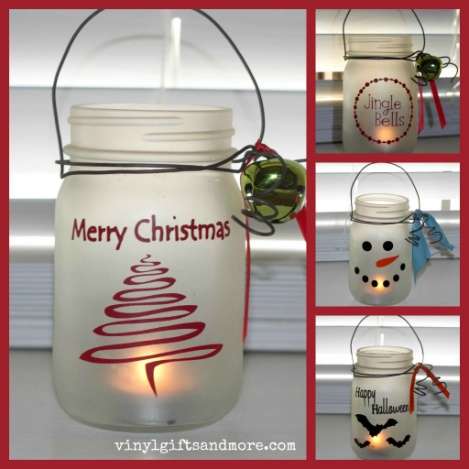 Merry Christmas
vinylgiftsandmore.com
Jingle
Bells
Happy
Halloween